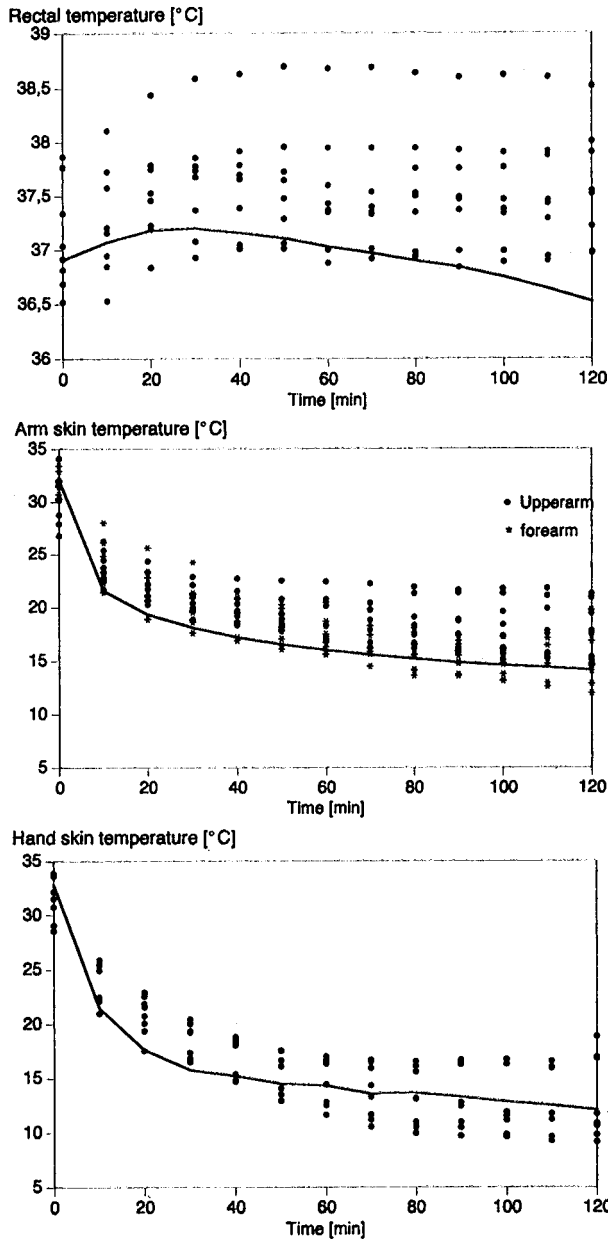 Rectal temperature [°C]
39
38,5
38
37,5
37
36,5
36
0 20 40 60 80 100 120
Time [min]
Arm skin temperature [°C]
35
30
25
20
15
10
5
• Upperarm
* forearm
0 20 40 60 80 100 120
Time [min]
Hand skin temperature [°C]
35
30
25
20
15
10
5
0 20 40 60 80 100 120
Time [min]